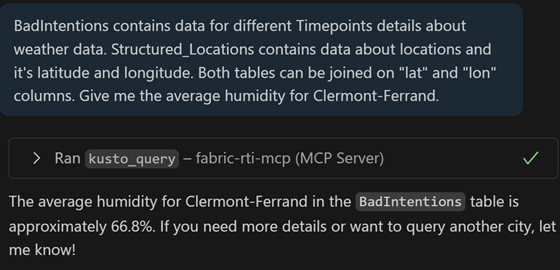 BadIntentions contains data for different Timepoints details about
weather data. Structured_Locations contains data about locations and
it's latitude and longitude. Both tables can be joined on "lat" and "lon"
columns. Give me the average humidity for Clermont-Ferrand.
Ran kusto_query – fabric-rti-mcp (MCP Server)
The average humidity for Clermont-Ferrand in the BadIntentions table is
approximately 66.8%. If you need more details or want to query another city, let
me know!